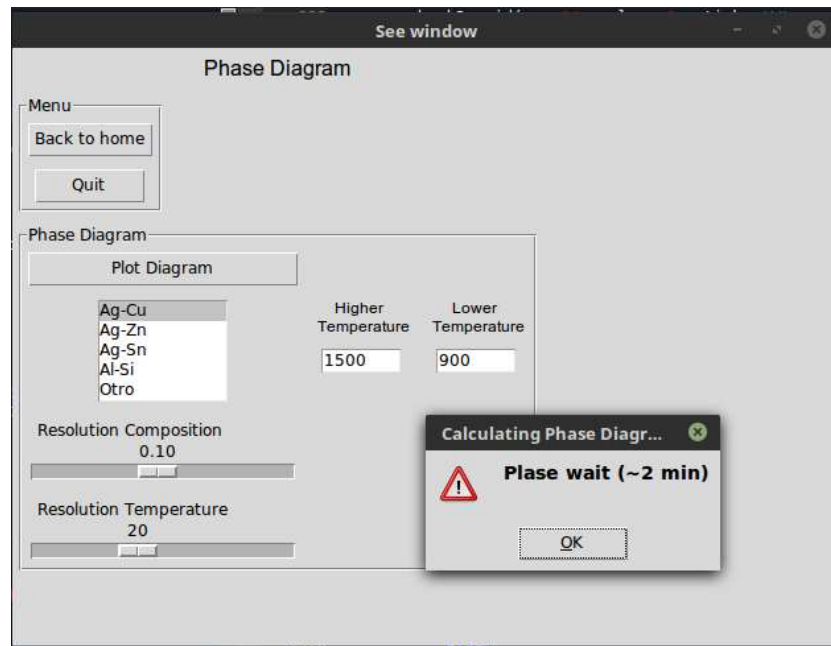 See window
Phase Diagram
Menu
Back to home
Quit
Phase Diagram
Plot Diagram
Ag-Cu
Ag-Zn
Ag-Sn
Al-Si
Otro
Higher
Temperature
1500
Lower
Temperature
900
Resolution Composition
0.10
Resolution Temperature
20
Calculating Phase Diagr...
Plase wait (~2 min)
OK